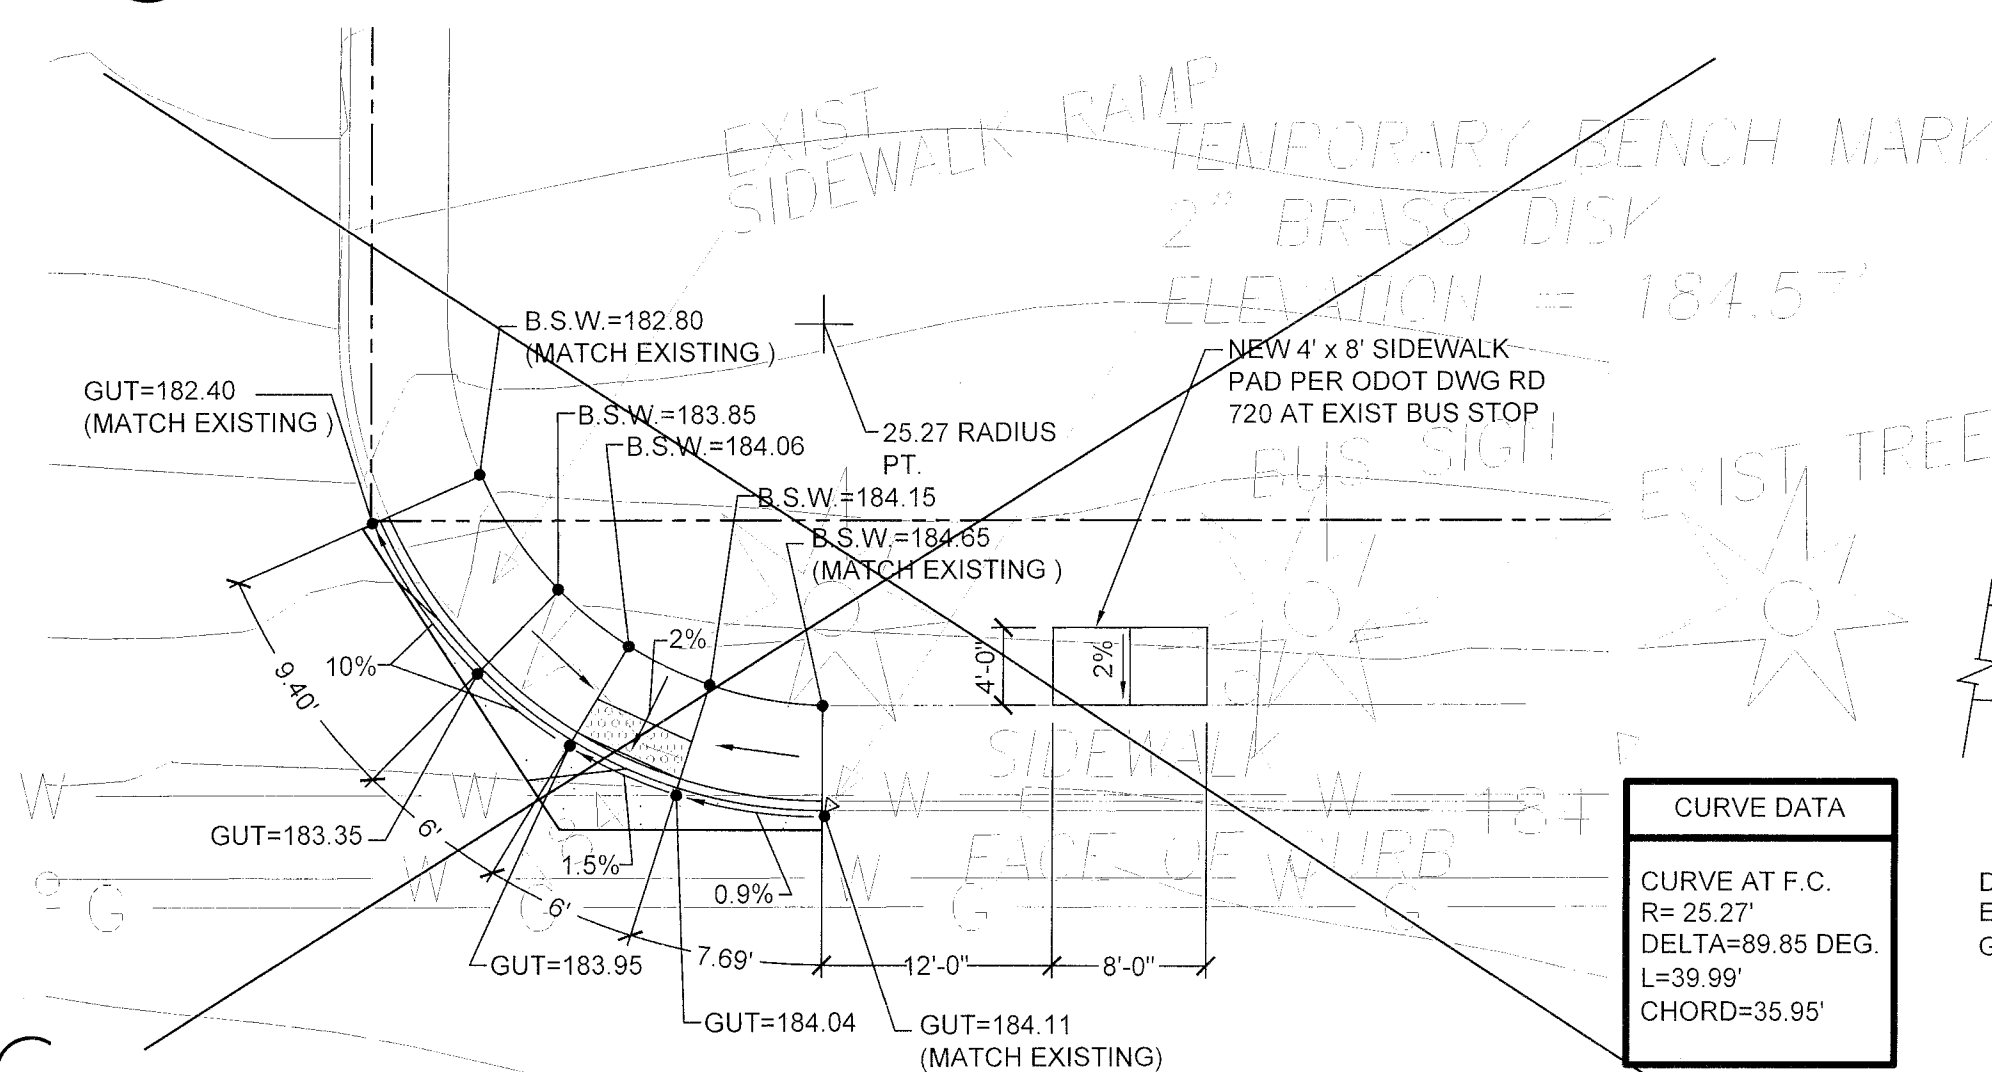 EXIST
SIDEWALK RAMP
TEMPORARY BENCH MARK
2" BRASS DISK
ELEVATION = 184.57'
B.S.W.=182.80
(MATCH EXISTING )
GUT=182.40
(MATCH EXISTING )
B.S.W.=183.85
B.S.W.=184.06
25.27 RADIUS
PT.
NEW 4' x 8' SIDEWALK
PAD PER ODOT DWG RD
720 AT EXIST BUS STOP
BUS SIGN
EXIST TREE
B.S.W.=184.15
B.S.W.=184.65
(MATCH EXISTING )
2%
10%
9.40'
4'-0"
2%
SIDEWALK
W W W W
FACE OF CURB
184
GUT=183.35
6'
1.5%
0.9%
W W W
G G G G
6'
GUT=183.95
7.69'
12'-0"
8'-0"
GUT=184.04
GUT=184.11
(MATCH EXISTING)
CURVE DATA
CURVE AT F.C.
R= 25.27'
DELTA=89.85 DEG.
L=39.99'
CHORD=35.95'
D
E
G